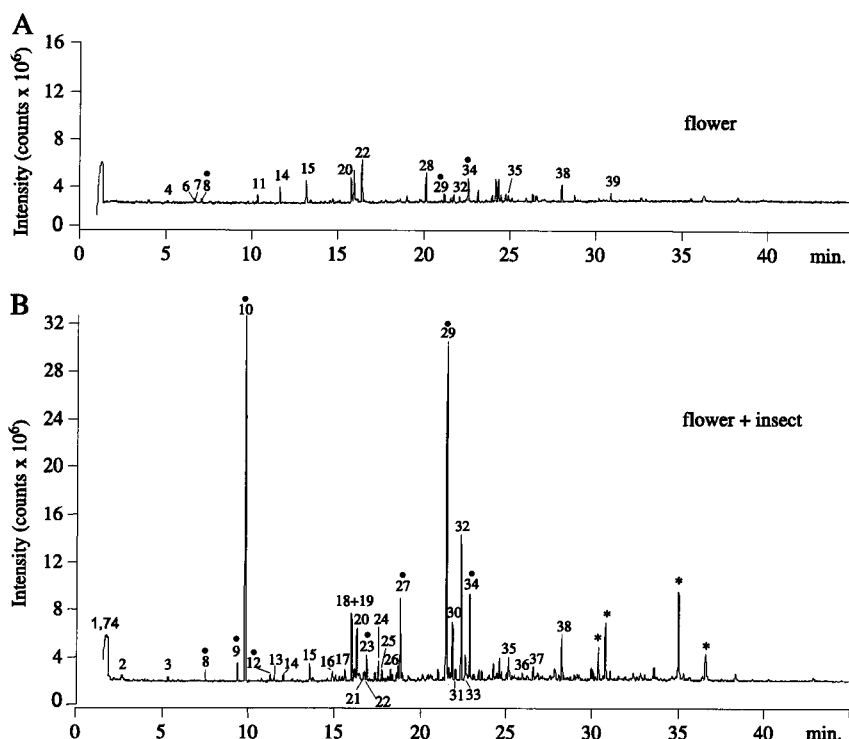 A
Intensity (counts x 10⁶)
16
12
8
4
0
flower
4 6 7 8 11 14 15 20 22 28 29 32 34 35 38 39
0 5 10 15 20 25 30 35 40 min.
B
Intensity (counts x 10⁶)
32
28
24
20
16
12
8
4
0
flower + insect
1,74 2 3 8 9 10 12 13 14 15 16 17 18+19 20 21 22 23 24 25 26 27 29 30 31 32 33 34 35 36 37 38 * * * *
0 5 10 15 20 25 30 35 40 min.